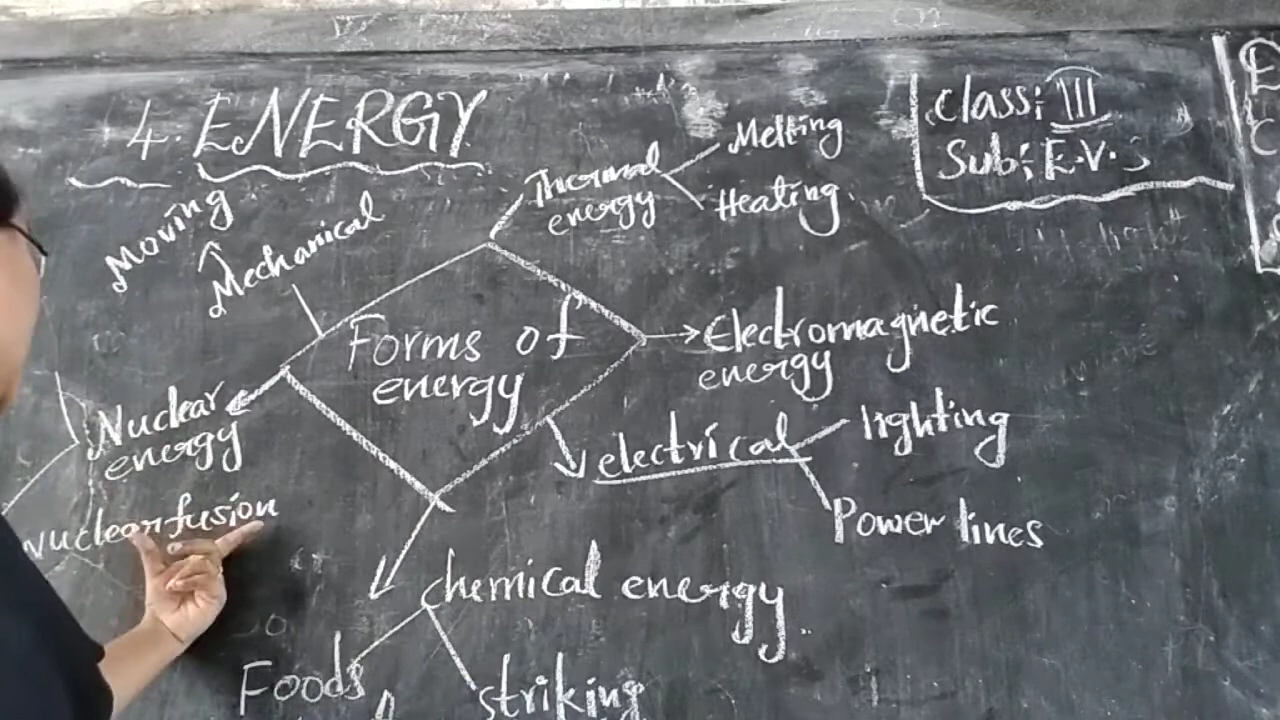 4. ENERGY
Class: III
Sub: E.V.S
Moving
Mechanical
Thermal
energy
Melting
Heating
Forms of
energy
Electromagnetic
energy
Nuclear
energy
Nuclear fusion
electrical
lighting
Power lines
chemical energy
Foods
striking